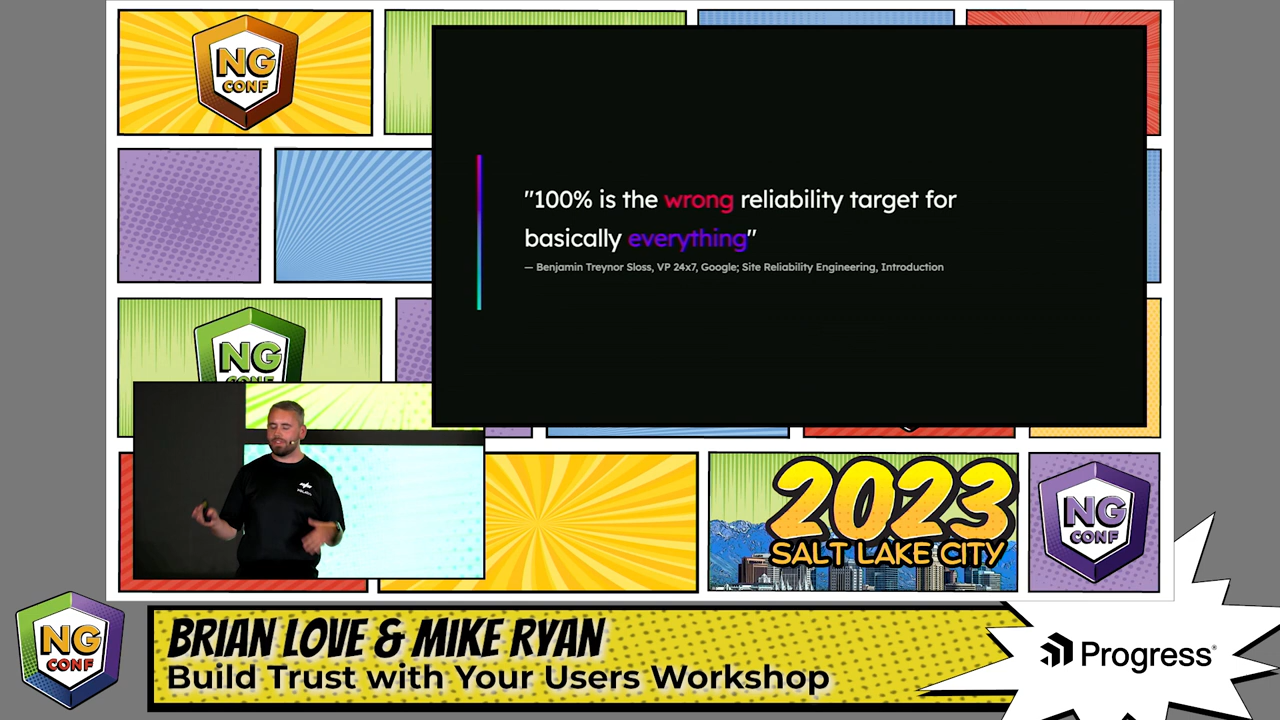 NG
CONF
"100% is the wrong reliability target for
basically everything"
— Benjamin Treynor Sloss, VP 24x7, Google; Site Reliability Engineering, Introduction
NG
CONF
2023
SALT LAKE CITY
NG
CONF
NG
CONF
BRIAN LOVE & MIKE RYAN
Build Trust with Your Users Workshop
Progress®